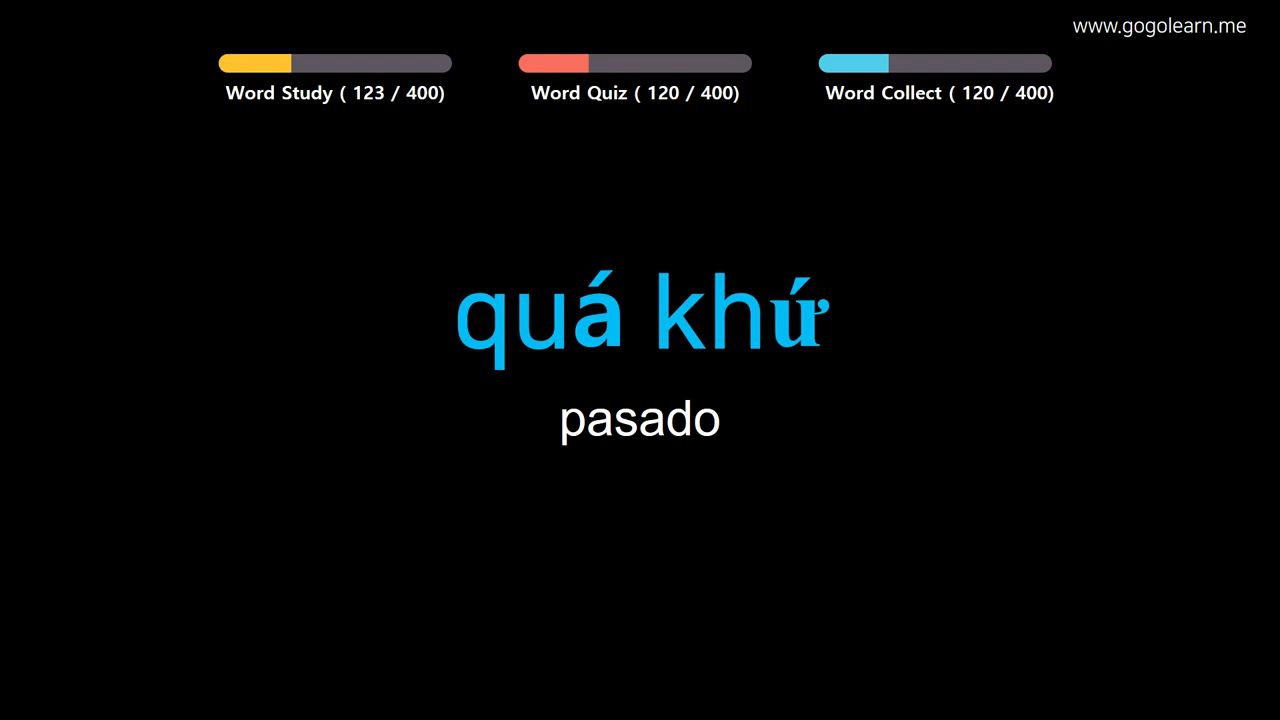 www.gogolearn.me
Word Study ( 123 / 400)
Word Quiz ( 120 / 400)
Word Collect ( 120 / 400)
quá khứ
pasado